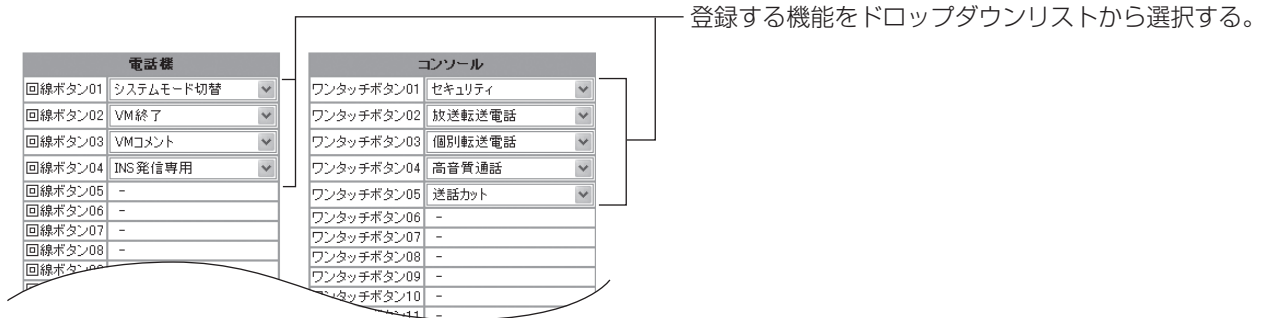 登録する機能をドロップダウンリストから選択する。
電話機
回線ボタン01 システムモード切替
回線ボタン02 VM終了
回線ボタン03 VMコメント
回線ボタン04 INS発信専用
回線ボタン05 -
回線ボタン06 -
回線ボタン07 -
回線ボタン08 -
コンソール
ワンタッチボタン01 セキュリティ
ワンタッチボタン02 放送転送電話
ワンタッチボタン03 個別転送電話
ワンタッチボタン04 高音質通話
ワンタッチボタン05 送話カット
ワンタッチボタン06 -
ワンタッチボタン07 -
ワンタッチボタン08 -
ワンタッチボタン09 -
ワンタッチボタン10 -